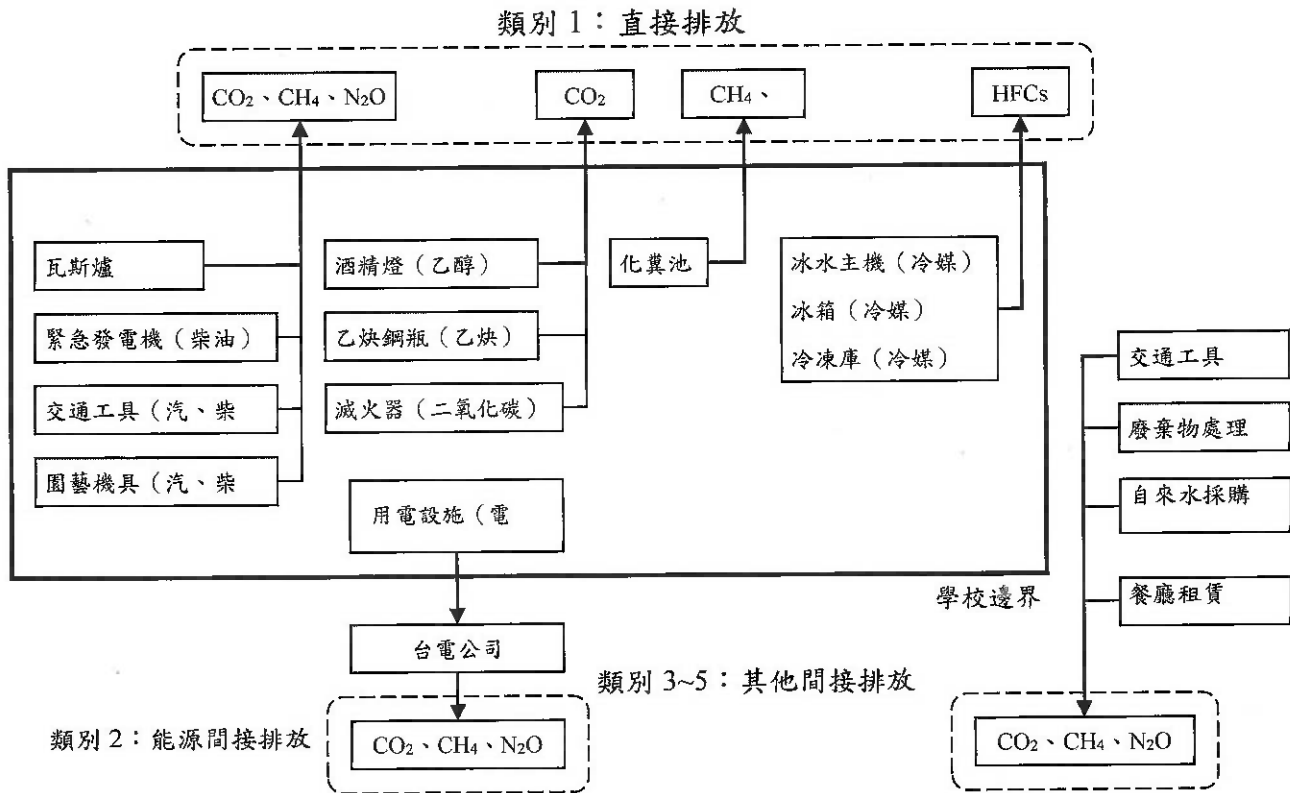 類別 1：直接排放
CO₂、CH₄、N₂O
CO₂
CH₄、
HFCs
瓦斯爐
緊急發電機（柴油）
交通工具（汽、柴
園藝機具（汽、柴
酒精燈（乙醇）
乙炔鋼瓶（乙炔）
滅火器（二氧化碳）
化糞池
冰水主機（冷媒）
冰箱（冷媒）
冷凍庫（冷媒）
用電設施（電
學校邊界
交通工具
廢棄物處理
自來水採購
餐廳租賃
台電公司
類別 3~5：其他間接排放
類別 2：能源間接排放
CO₂、CH₄、N₂O
CO₂、CH₄、N₂O